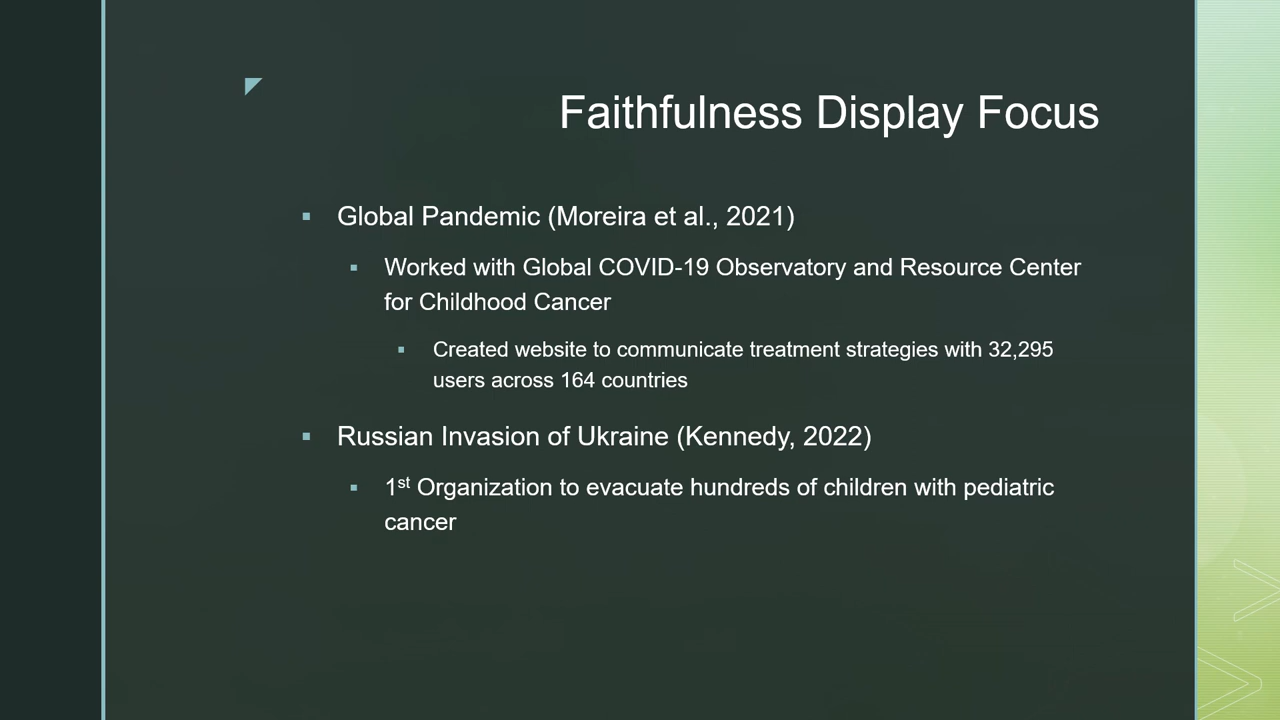 Faithfulness Display Focus
▪ Global Pandemic (Moreira et al., 2021)
▪ Worked with Global COVID-19 Observatory and Resource Center
for Childhood Cancer
▪ Created website to communicate treatment strategies with 32,295
users across 164 countries
▪ Russian Invasion of Ukraine (Kennedy, 2022)
▪ 1st Organization to evacuate hundreds of children with pediatric
cancer